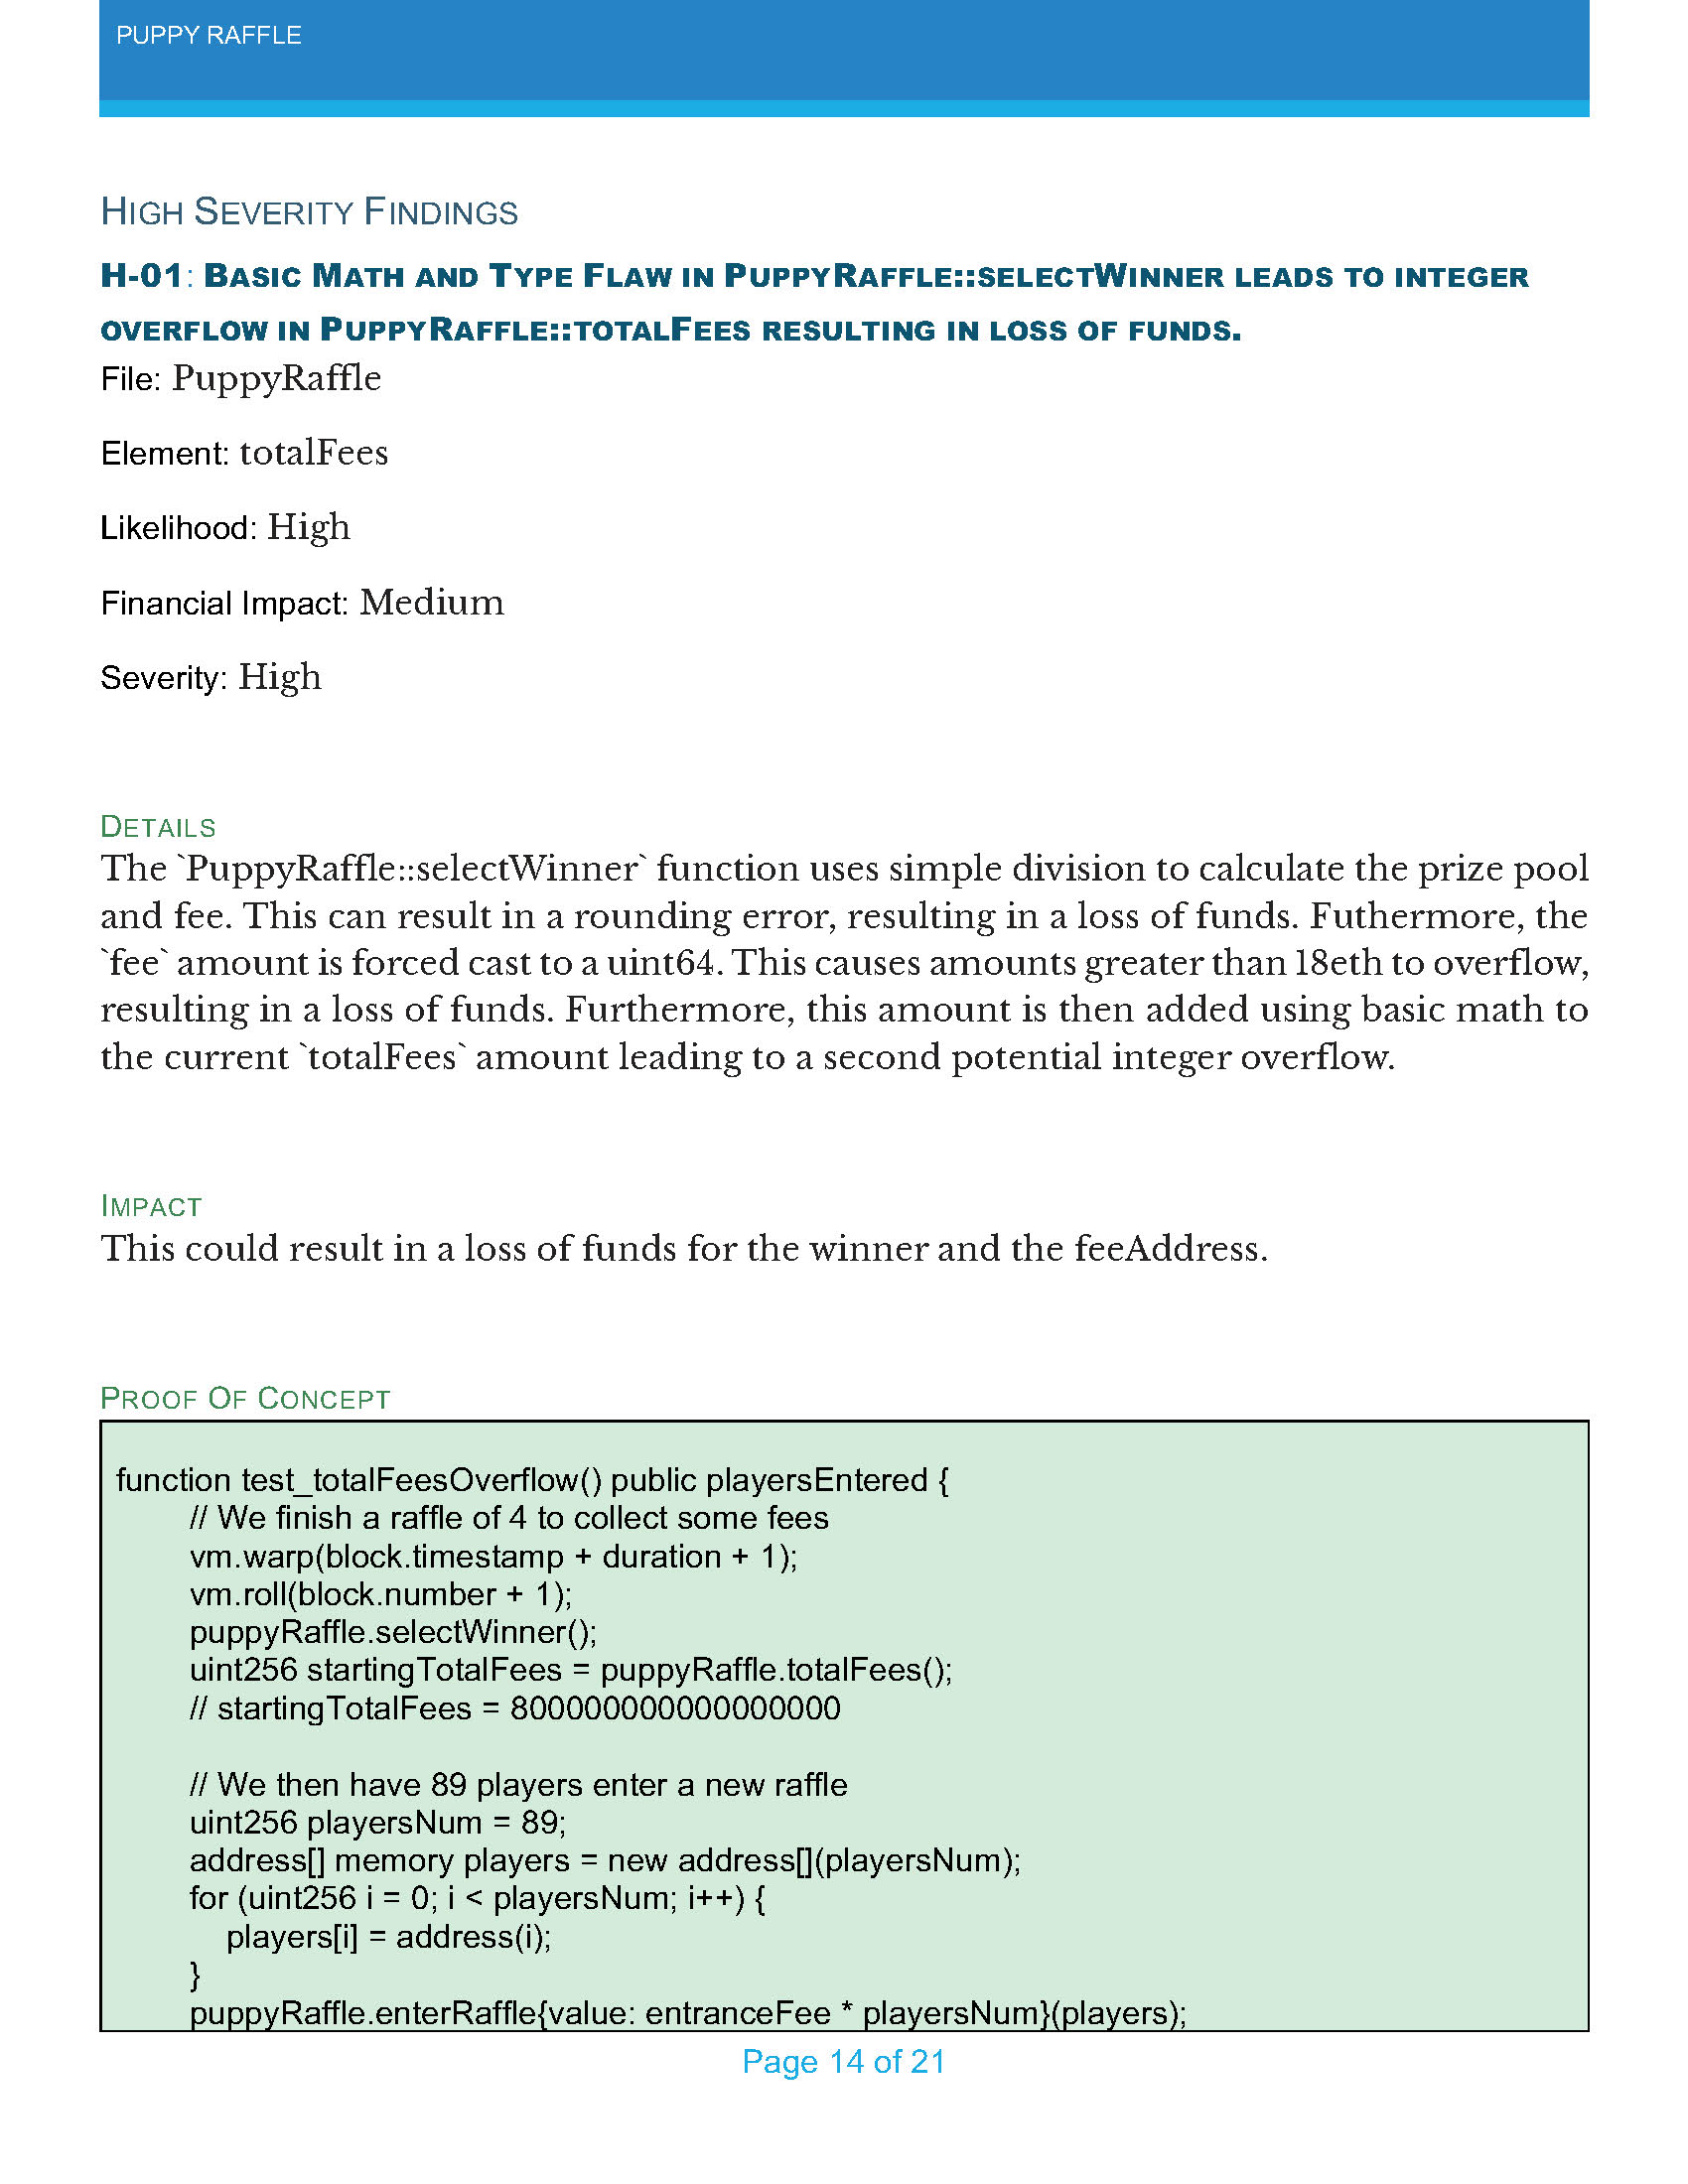 PUPPY RAFFLE
HIGH SEVERITY FINDINGS
H-01: BASIC MATH AND TYPE FLAW IN PUPPYRAFFLE::SELECTWINNER LEADS TO INTEGER
OVERFLOW IN PUPPYRAFFLE::TOTALFEES RESULTING IN LOSS OF FUNDS.
File: PuppyRaffle
Element: totalFees
Likelihood: High
Financial Impact: Medium
Severity: High
DETAILS
The `PuppyRaffle::selectWinner` function uses simple division to calculate the prize pool
and fee. This can result in a rounding error, resulting in a loss of funds. Futhermore, the
`fee` amount is forced cast to a uint64. This causes amounts greater than 18eth to overflow,
resulting in a loss of funds. Furthermore, this amount is then added using basic math to
the current `totalFees` amount leading to a second potential integer overflow.
IMPACT
This could result in a loss of funds for the winner and the feeAddress.
PROOF OF CONCEPT
function test_totalFeesOverflow() public playersEntered {
// We finish a raffle of 4 to collect some fees
vm.warp(block.timestamp + duration + 1);
vm.roll(block.number + 1);
puppyRaffle.selectWinner();
uint256 startingTotalFees = puppyRaffle.totalFees();
// startingTotalFees = 800000000000000000
// We then have 89 players enter a new raffle
uint256 playersNum = 89;
address[] memory players = new address[](playersNum);
for (uint256 i = 0; i < playersNum; i++) {
players[i] = address(i);
}
puppyRaffle.enterRaffle{value: entranceFee * playersNum}(players);
Page 14 of 21